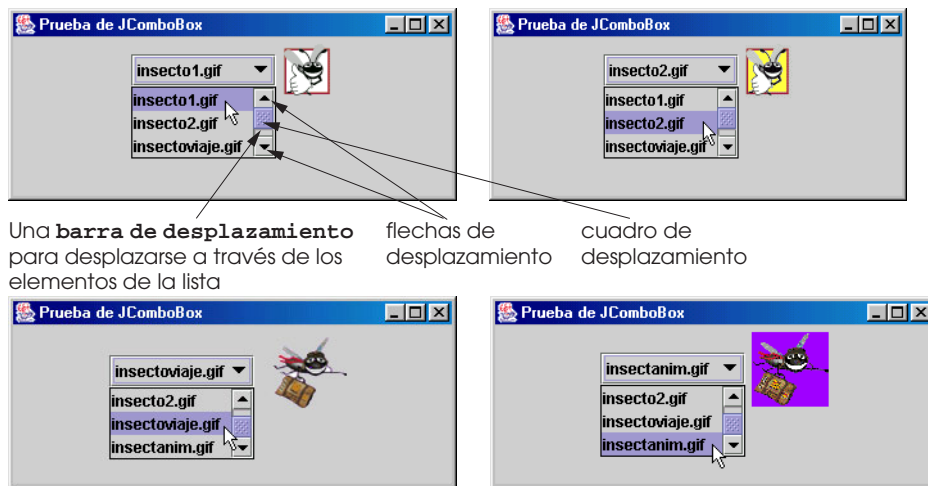 Prueba de JComboBox
insecto1.gif
insecto1.gif
insecto2.gif
insectoviaje.gif
Prueba de JComboBox
insecto2.gif
insecto1.gif
insecto2.gif
insectoviaje.gif
Una barra de desplazamiento
para desplazarse a través de los
elementos de la lista
flechas de
desplazamiento
cuadro de
desplazamiento
Prueba de JComboBox
insectoviaje.gif
insecto2.gif
insectoviaje.gif
insectanim.gif
Prueba de JComboBox
insectanim.gif
insecto2.gif
insectoviaje.gif
insectanim.gif